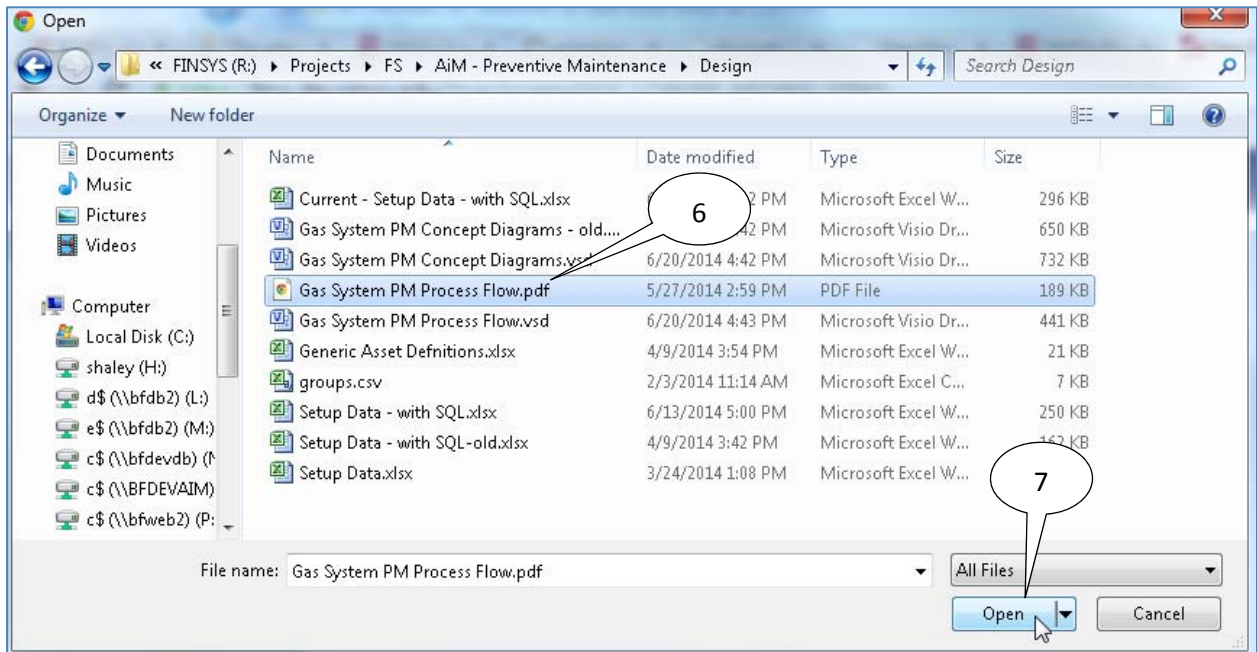 Open
« FINSYS (R:) ▸ Projects ▸ FS ▸ AiM - Preventive Maintenance ▸ Design
Search Design
Organize New folder
Documents
Music
Pictures
Videos
Computer
Local Disk (C:)
shaley (H:)
d$ (\\bfdb2) (L:)
e$ (\\bfdb2) (M:)
c$ (\\bfdevdb) (
c$ (\\BFDEVAIM)
c$ (\\bfweb2) (P:
Name Date modified Type Size
Current - Setup Data - with SQL.xlsx 2 PM Microsoft Excel W... 296 KB
Gas System PM Concept Diagrams - old.... 42 PM Microsoft Visio Dr... 650 KB
Gas System PM Concept Diagrams.vsd 6/20/2014 4:42 PM Microsoft Visio Dr... 732 KB
Gas System PM Process Flow.pdf 5/27/2014 2:59 PM PDF File 189 KB
Gas System PM Process Flow.vsd 6/20/2014 4:43 PM Microsoft Visio Dr... 441 KB
Generic Asset Defnitions.xlsx 4/9/2014 3:54 PM Microsoft Excel W... 21 KB
groups.csv 2/3/2014 11:14 AM Microsoft Excel C... 7 KB
Setup Data - with SQL.xlsx 6/13/2014 5:00 PM Microsoft Excel W... 250 KB
Setup Data - with SQL-old.xlsx 4/9/2014 3:42 PM Microsoft Excel W... 162 KB
Setup Data.xlsx 3/24/2014 1:08 PM Microsoft Excel W...
6
7
File name: Gas System PM Process Flow.pdf
All Files
Open Cancel